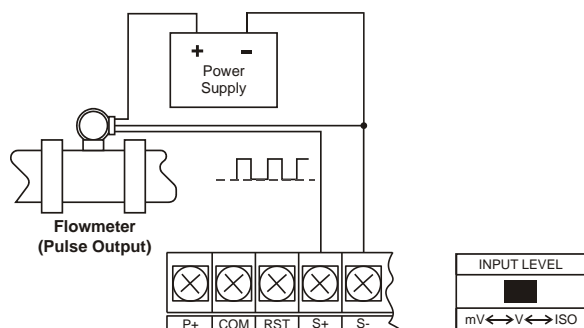 + -
Power
Supply
Flowmeter
(Pulse Output)
INPUT LEVEL
mV↔V↔ISO
P+ COM RST S+ S-